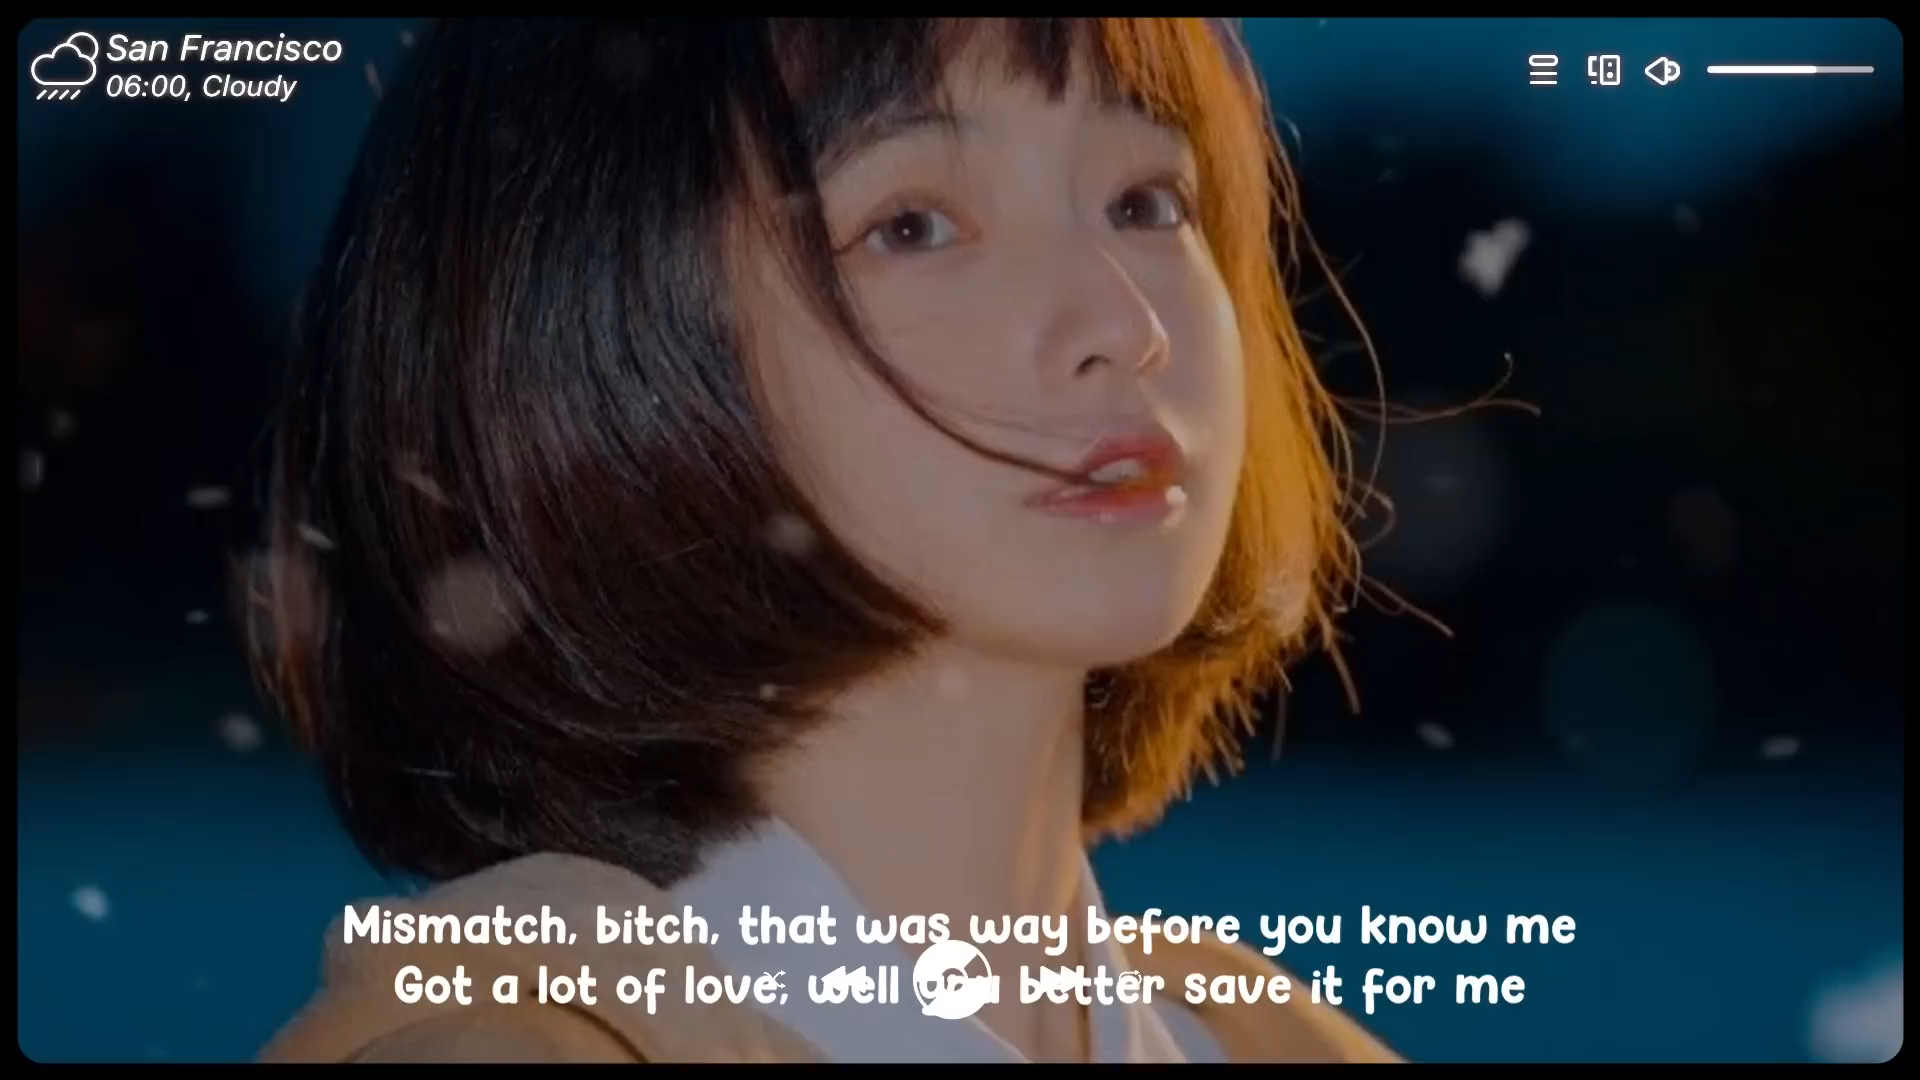 San Francisco
06:00, Cloudy
Mismatch, bitch, that was way before you know me
Got a lot of love, well you better save it for me